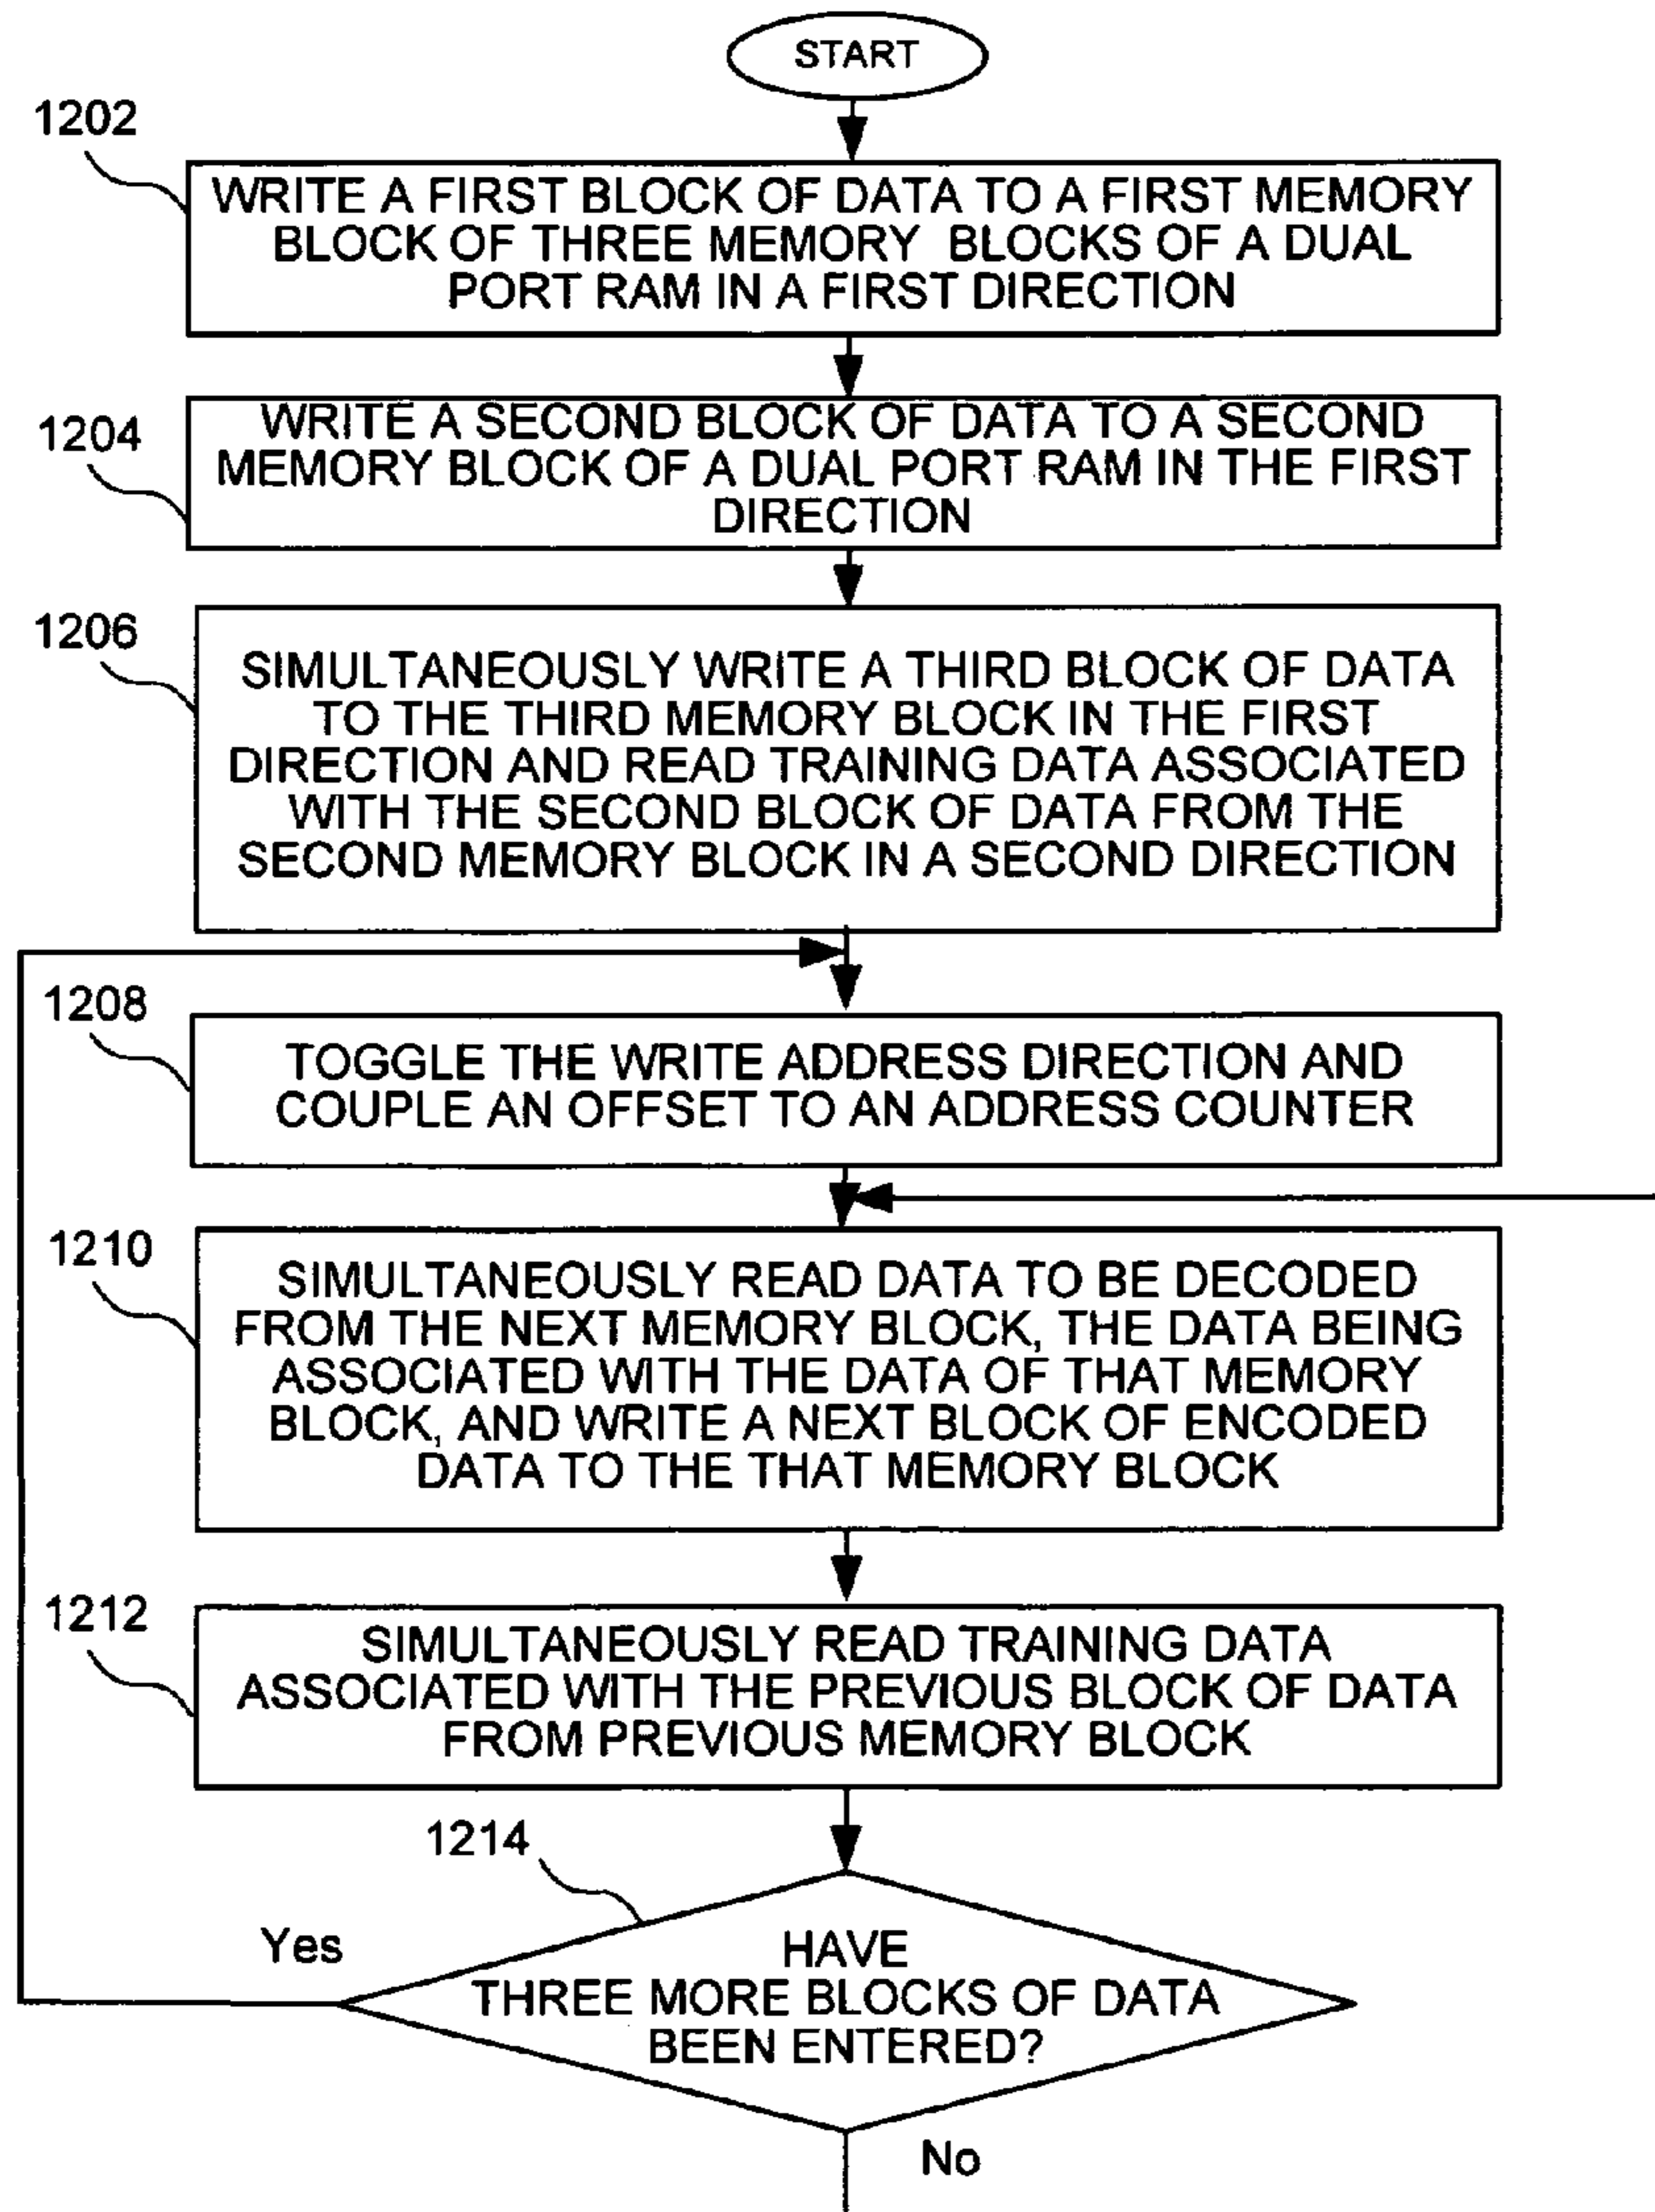 START
1202
WRITE A FIRST BLOCK OF DATA TO A FIRST MEMORY
BLOCK OF THREE MEMORY BLOCKS OF A DUAL
PORT RAM IN A FIRST DIRECTION
1204
WRITE A SECOND BLOCK OF DATA TO A SECOND
MEMORY BLOCK OF A DUAL PORT RAM IN THE FIRST
DIRECTION
1206
SIMULTANEOUSLY WRITE A THIRD BLOCK OF DATA
TO THE THIRD MEMORY BLOCK IN THE FIRST
DIRECTION AND READ TRAINING DATA ASSOCIATED
WITH THE SECOND BLOCK OF DATA FROM THE
SECOND MEMORY BLOCK IN A SECOND DIRECTION
1208
TOGGLE THE WRITE ADDRESS DIRECTION AND
COUPLE AN OFFSET TO AN ADDRESS COUNTER
1210
SIMULTANEOUSLY READ DATA TO BE DECODED
FROM THE NEXT MEMORY BLOCK, THE DATA BEING
ASSOCIATED WITH THE DATA OF THAT MEMORY
BLOCK, AND WRITE A NEXT BLOCK OF ENCODED
DATA TO THE THAT MEMORY BLOCK
1212
SIMULTANEOUSLY READ TRAINING DATA
ASSOCIATED WITH THE PREVIOUS BLOCK OF DATA
FROM PREVIOUS MEMORY BLOCK
1214
Yes
HAVE
THREE MORE BLOCKS OF DATA
BEEN ENTERED?
No